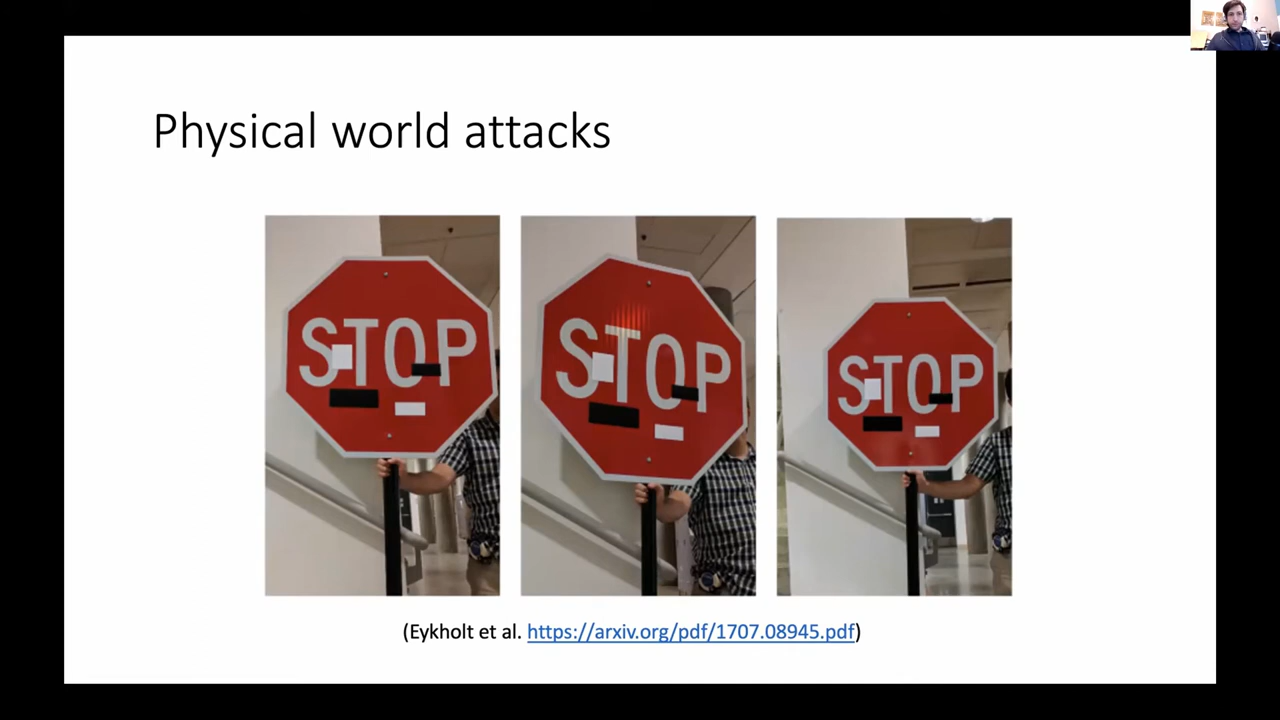 Physical world attacks
STOP
STOP
STOP
(Eykholt et al. https://arxiv.org/pdf/1707.08945.pdf)